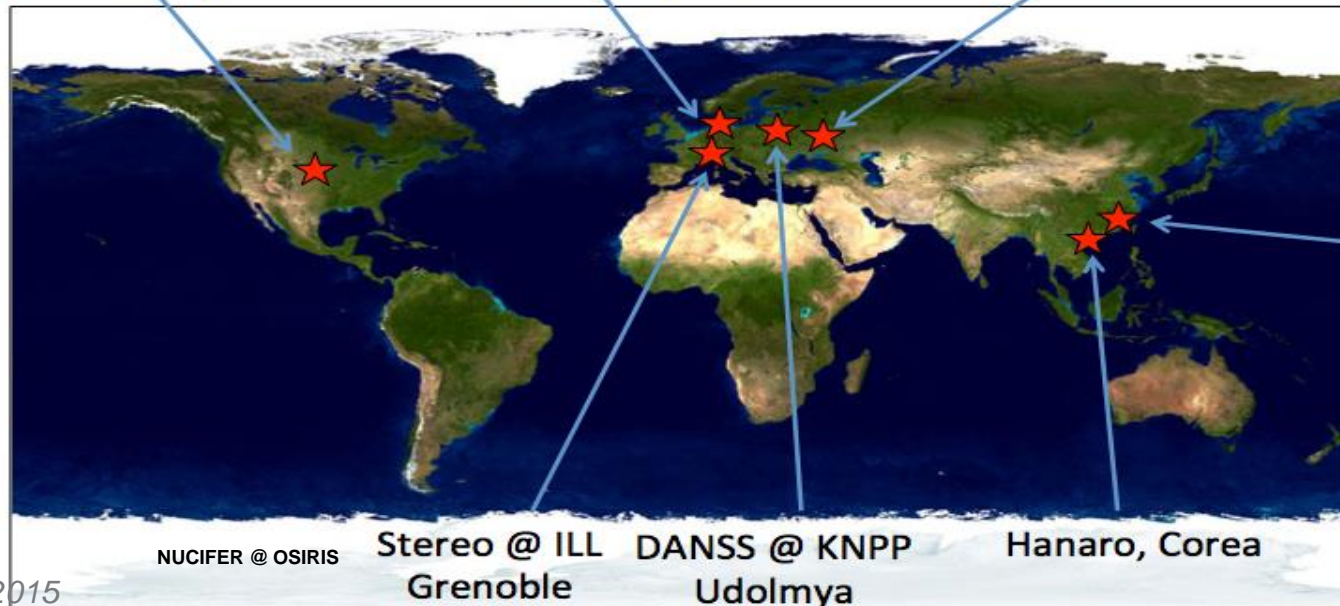 NUCIFER @ OSIRIS
Stereo @ ILL
Grenoble
DANSS @ KNPP
Udolmya
Hanaro, Corea
2015